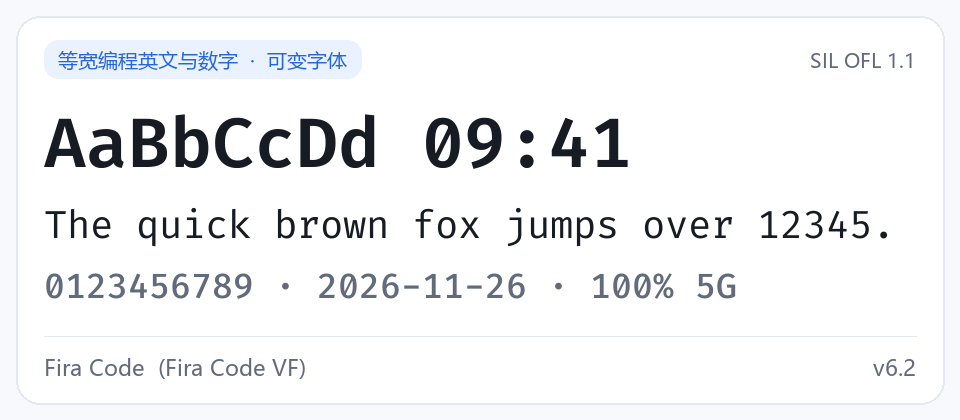 等宽编程英文与数字 · 可变字体
SIL OFL 1.1
AaBbCcDd 09:41
The quick brown fox jumps over 12345.
0123456789 · 2026-11-26 · 100% 5G
Fira Code (Fira Code VF)
v6.2